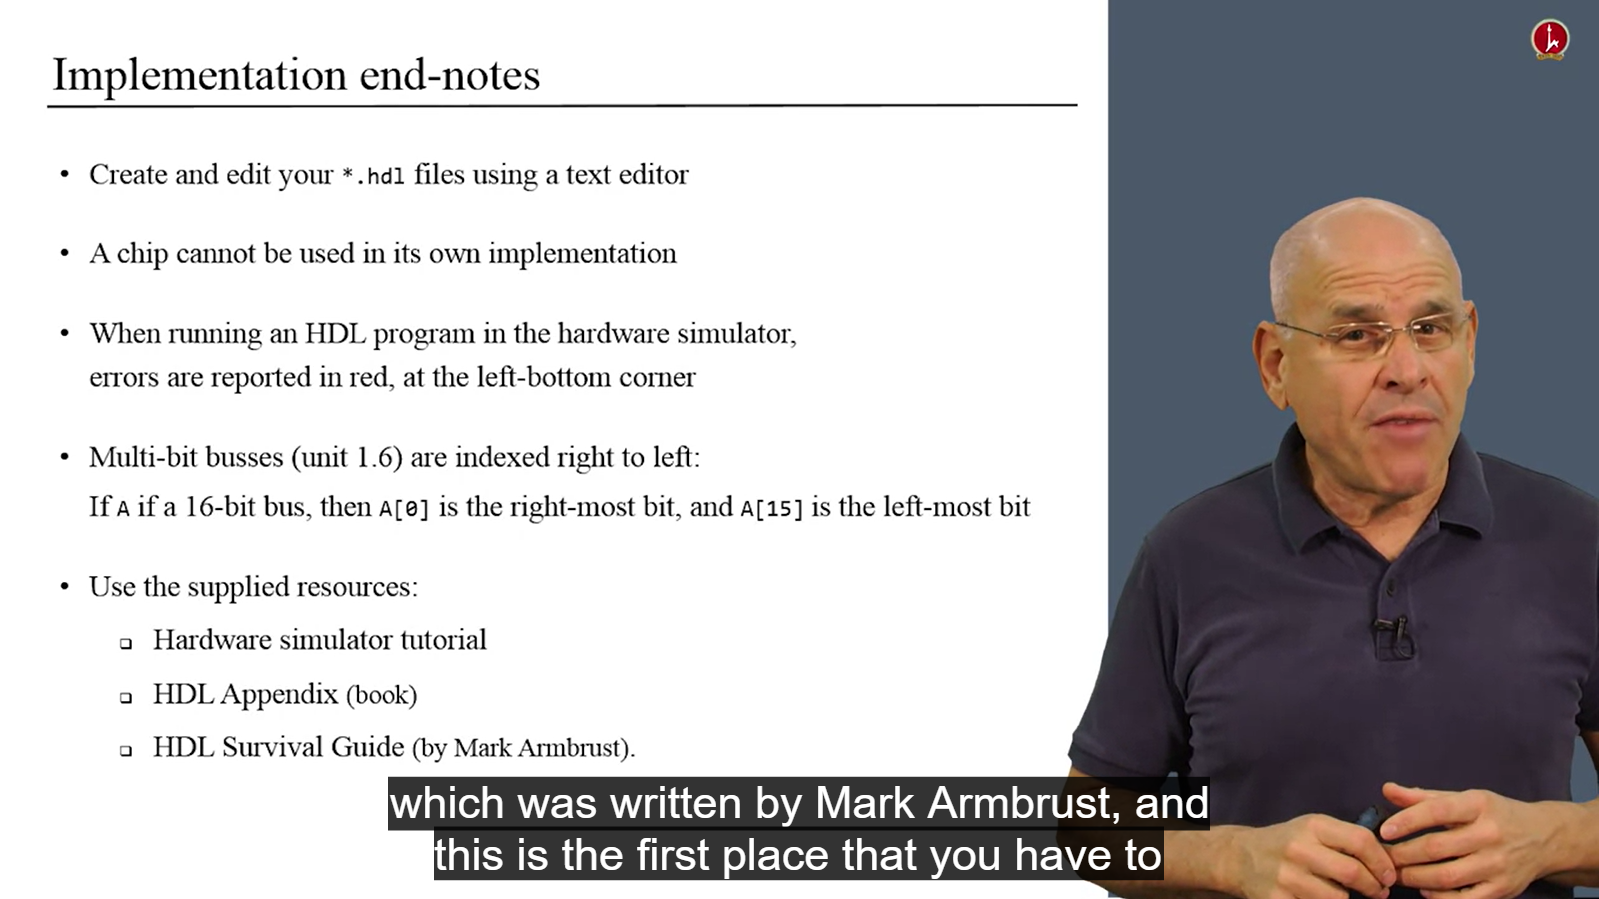 Implementation end-notes
• Create and edit your *.hdl files using a text editor
• A chip cannot be used in its own implementation
• When running an HDL program in the hardware simulator,
errors are reported in red, at the left-bottom corner
• Multi-bit busses (unit 1.6) are indexed right to left:
If A if a 16-bit bus, then A[0] is the right-most bit, and A[15] is the left-most bit
• Use the supplied resources:
❑ Hardware simulator tutorial
❑ HDL Appendix (book)
❑ HDL Survival Guide (by Mark Armbrust).
which was written by Mark Armbrust, and
this is the first place that you have to